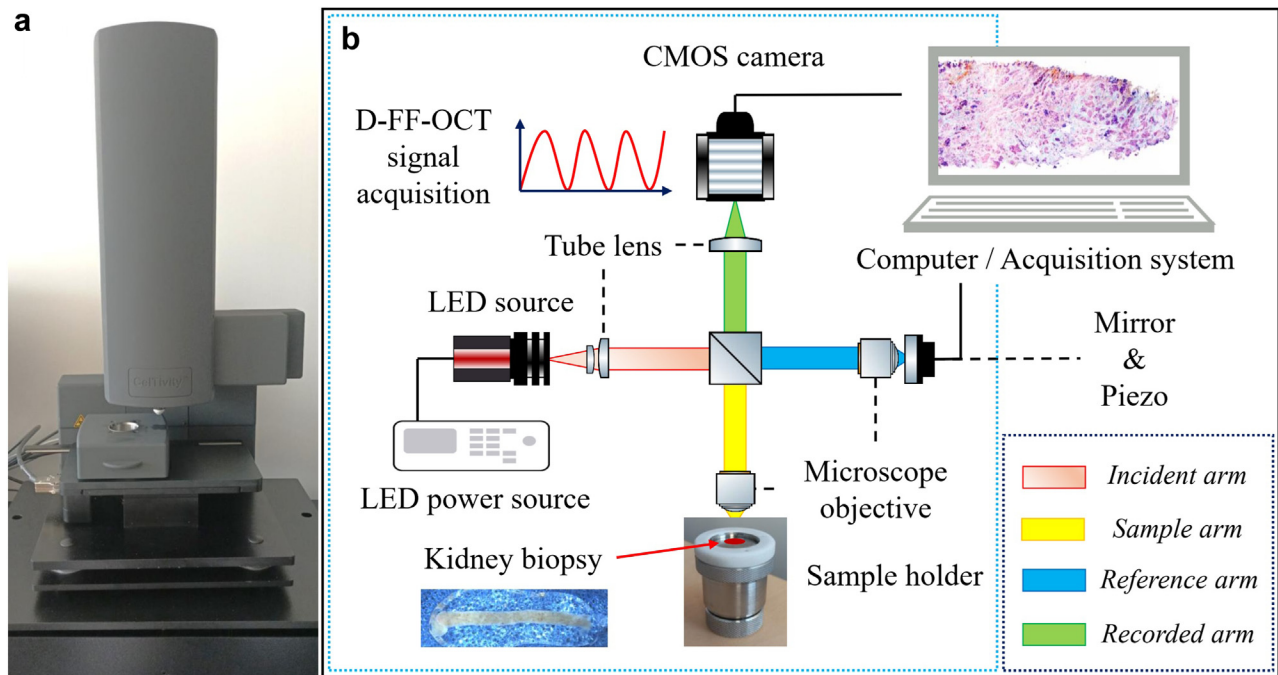 a
CelTivity
b
CMOS camera
D-FF-OCT
signal
acquisition
Tube lens
LED source
Computer / Acquisition system
Mirror
&
Piezo
LED power source
Microscope
objective
Kidney biopsy
Sample holder
Incident arm
Sample arm
Reference arm
Recorded arm